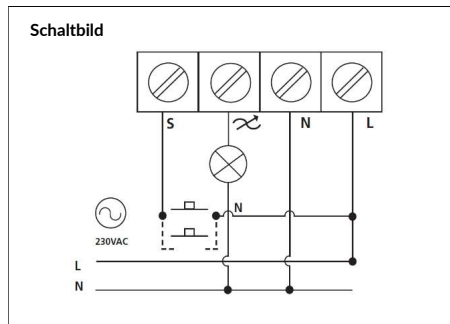 Schaltbild
S N L
N
230VAC
L
N